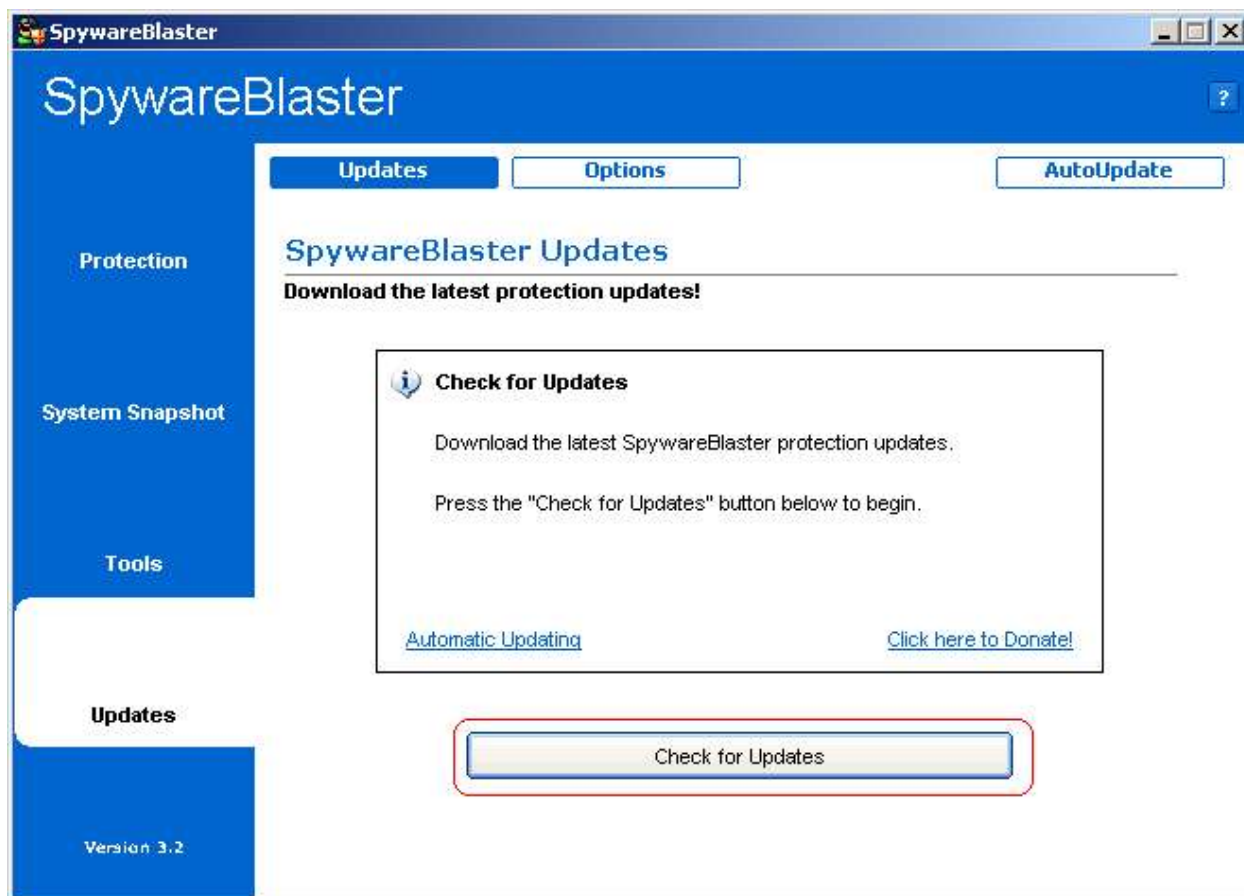 SpywareBlaster
SpywareBlaster
?
Updates Options AutoUpdate
Protection
System Snapshot
Tools
Updates
Version 3.2
SpywareBlaster Updates
Download the latest protection updates!
Check for Updates
Download the latest SpywareBlaster protection updates.
Press the "Check for Updates" button below to begin.
Automatic Updating Click here to Donate!
Check for Updates